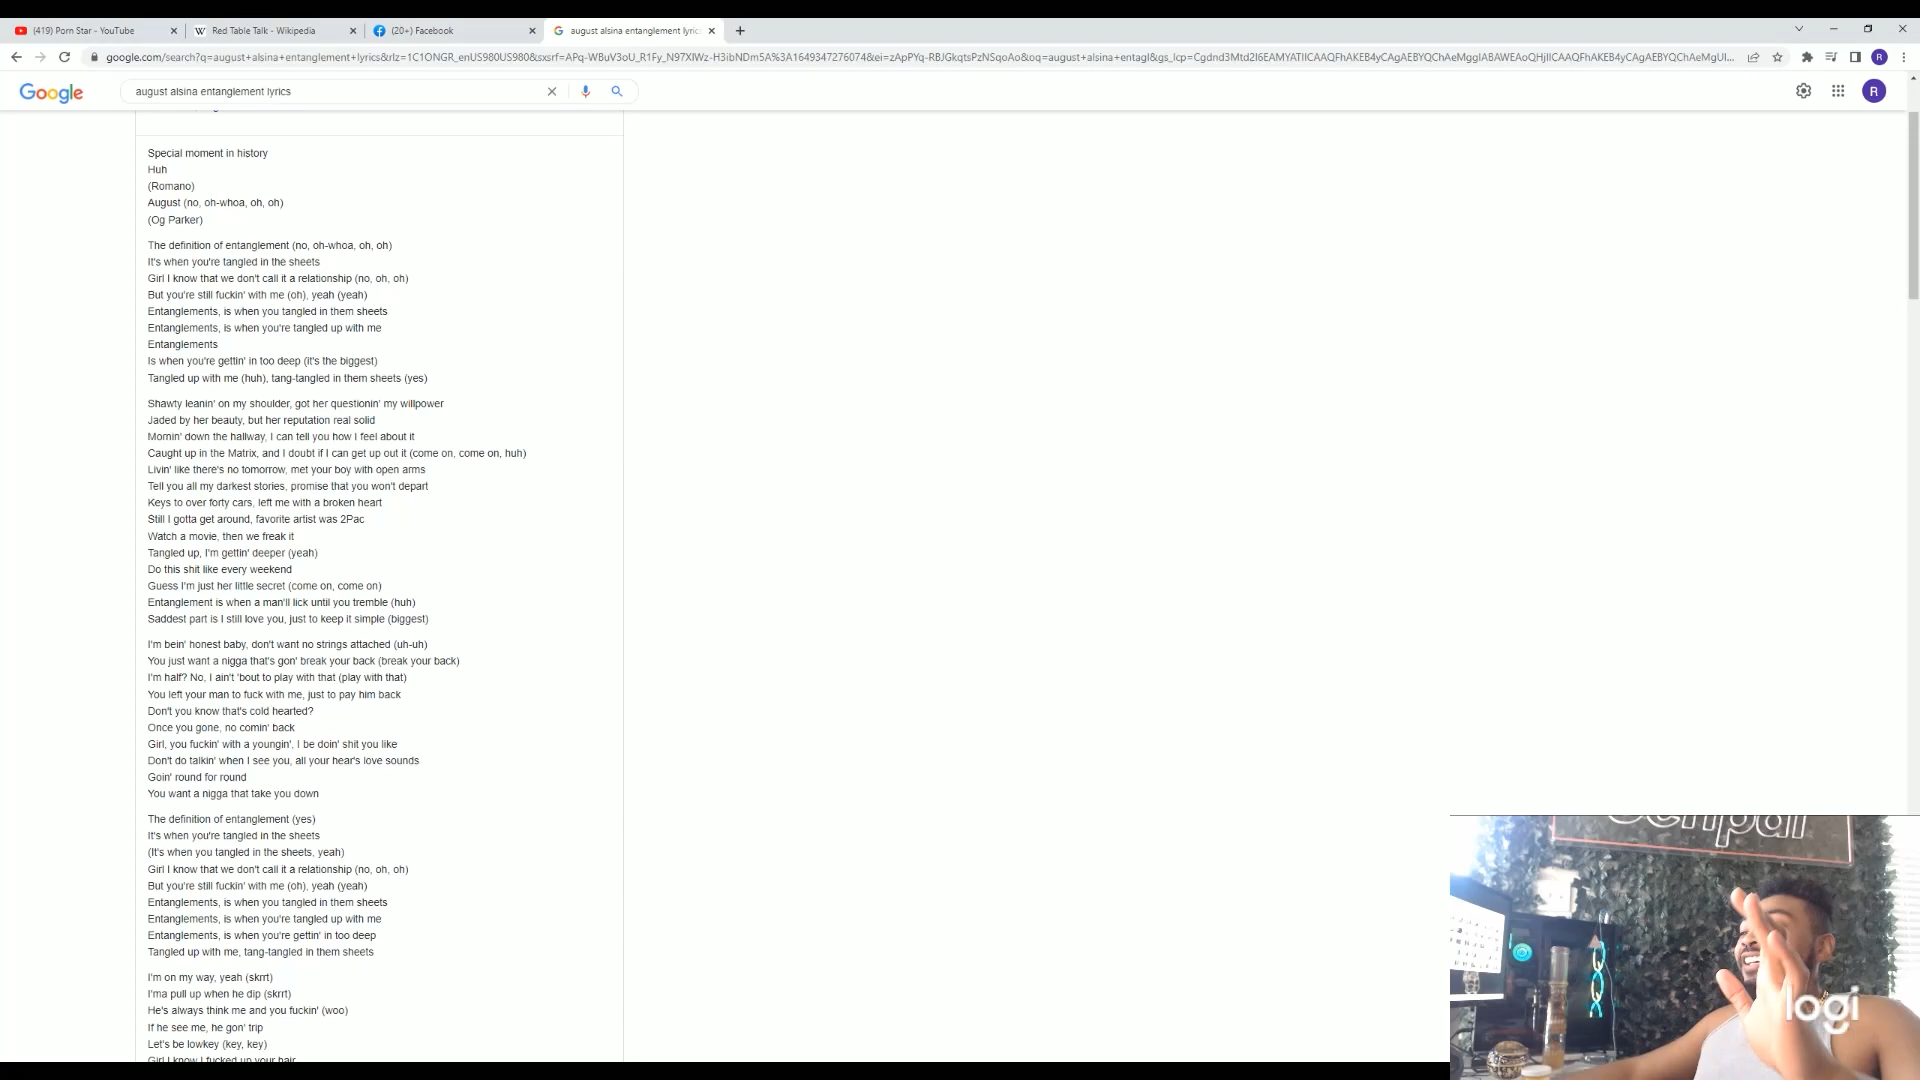 (419) Porn Star - YouTube
Red Table Talk - Wikipedia
(20+) Facebook
august alsina entanglement lyric
Google
august alsina entanglement lyrics
R
Special moment in history
Huh
(Romano)
August (no, oh-whoa, oh, oh)
(Og Parker)
The definition of entanglement (no, oh-whoa, oh, oh)
It's when you're tangled in the sheets
Girl I know that we don't call it a relationship (no, oh, oh)
But you're still fuckin' with me (oh), yeah (yeah)
Entanglements, is when you tangled in them sheets
Entanglements, is when you're tangled up with me
Entanglements
Is when you're gettin' in too deep (it's the biggest)
Tangled up with me (huh), tang-tangled in them sheets (yes)
Shawty leanin' on my shoulder, got her questionin' my willpower
Jaded by her beauty, but her reputation real solid
Mornin' down the hallway, I can tell you how I feel about it
Caught up in the Matrix, and I doubt if I can get up out it (come on, come on, huh)
Livin' like there's no tomorrow, met your boy with open arms
Tell you all my darkest stories, promise that you won't depart
Keys to over forty cars, left me with a broken heart
Still I gotta get around, favorite artist was 2Pac
Watch a movie, then we freak it
Tangled up, I'm gettin' deeper (yeah)
Do this shit like every weekend
Guess I'm just her little secret (come on, come on)
Entanglement is when a man'll lick until you tremble (huh)
Saddest part is I still love you, just to keep it simple (biggest)
I'm bein' honest baby, don't want no strings attached (uh-uh)
You just want a nigga that's gon' break your back (break your back)
I'm half? No, I ain't 'bout to play with that (play with that)
You left your man to fuck with me, just to pay him back
Don't you know that's cold hearted?
Once you gone, no comin' back
Girl, you fuckin' with a youngin', I be doin' shit you like
Don't do talkin' when I see you, all your hear's love sounds
Goin' round for round
You want a nigga that take you down
The definition of entanglement (yes)
It's when you're tangled in the sheets
(It's when you tangled in the sheets, yeah)
Girl I know that we don't call it a relationship (no, oh, oh)
But you're still fuckin' with me (oh), yeah (yeah)
Entanglements, is when you tangled in them sheets
Entanglements, is when you're tangled up with me
Entanglements, is when you're gettin' in too deep
Tangled up with me, tang-tangled in them sheets
I'm on my way, yeah (skrrt)
I'ma pull up when he dip (skrrt)
He's always think me and you fuckin' (woo)
If he see me, he gon' trip
Let's be lowkey (key, key)
Girl I know I fucked up your hair
Senpai
logi